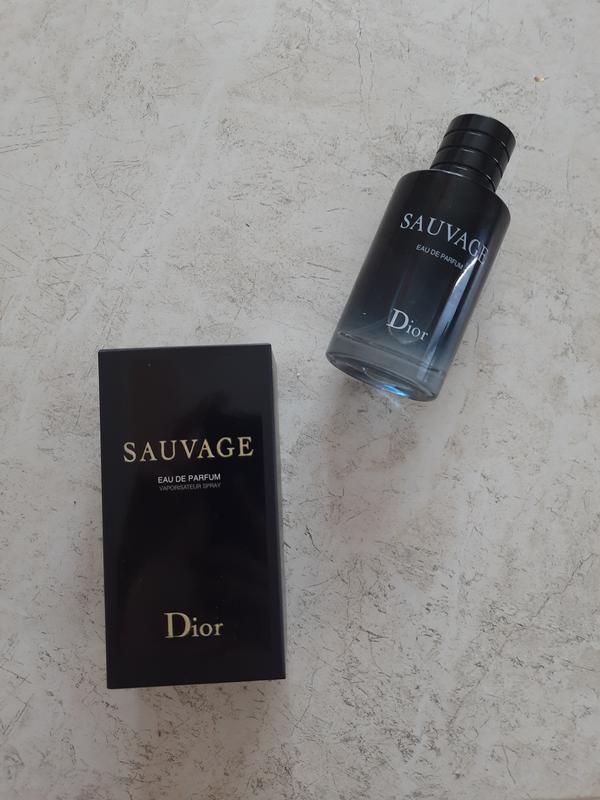 SAUVAGE
EAU DE PARFUM
Dior
SAUVAGE
EAU DE PARFUM
VAPORISATEUR SPRAY
Dior